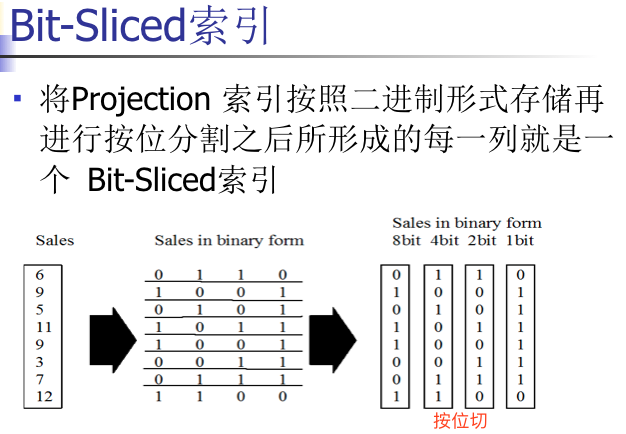 Bit-Sliced索引
将Projection 索引按照二进制形式存储再
进行按位分割之后所形成的每一列就是一
个 Bit-Sliced索引
Sales
Sales in binary form
Sales in binary form
8bit 4bit 2bit 1bit
6
9
5
11
9
3
7
12
0 1 1 0
1 0 0 1
0 1 0 1
1 0 1 1
1 0 0 1
0 0 1 1
0 1 1 1
1 1 0 0
0 1 1 0
1 0 0 1
0 1 0 1
1 0 1 1
1 0 0 1
0 0 1 1
0 1 1 1
1 1 0 0
按位切